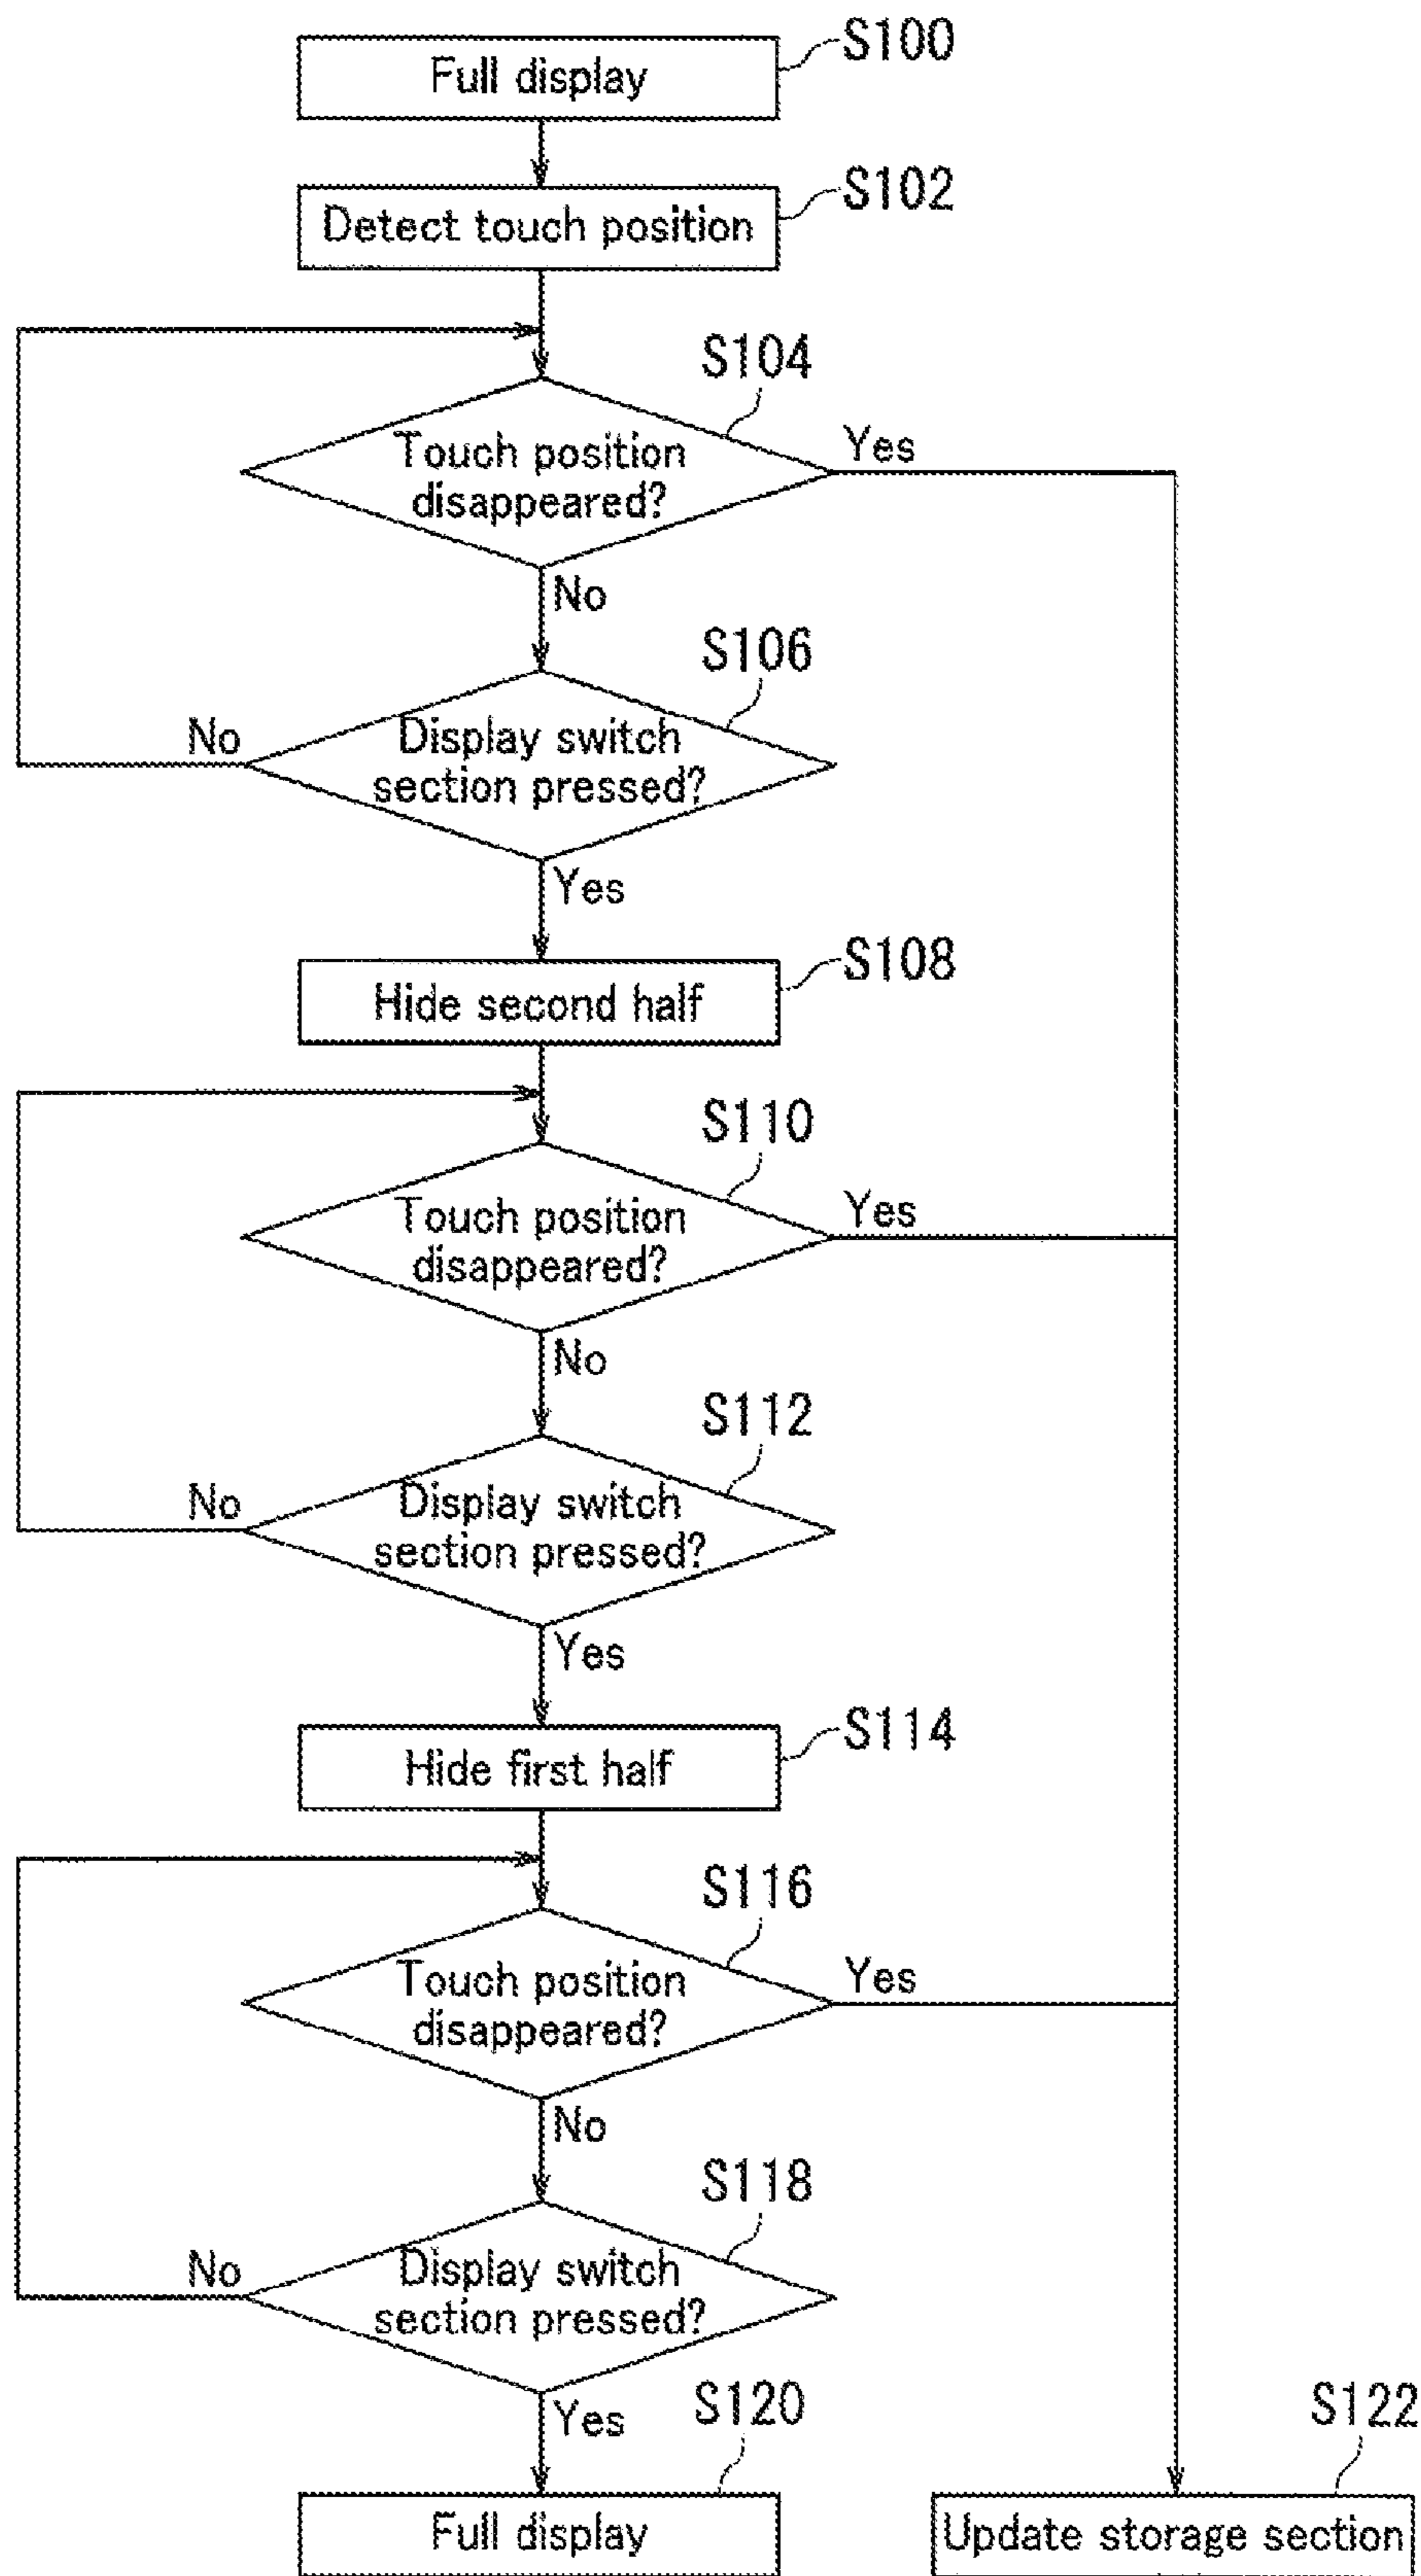 S100
Full display
S102
Detect touch position
S104
Touch position
disappeared?
Yes
No
S106
Display switch
section pressed?
No
Yes
S108
Hide second half
S110
Touch position
disappeared?
Yes
No
S112
Display switch
section pressed?
No
Yes
S114
Hide first half
S116
Touch position
disappeared?
Yes
No
S118
Display switch
section pressed?
No
Yes
S120
Full display
S122
Update storage section